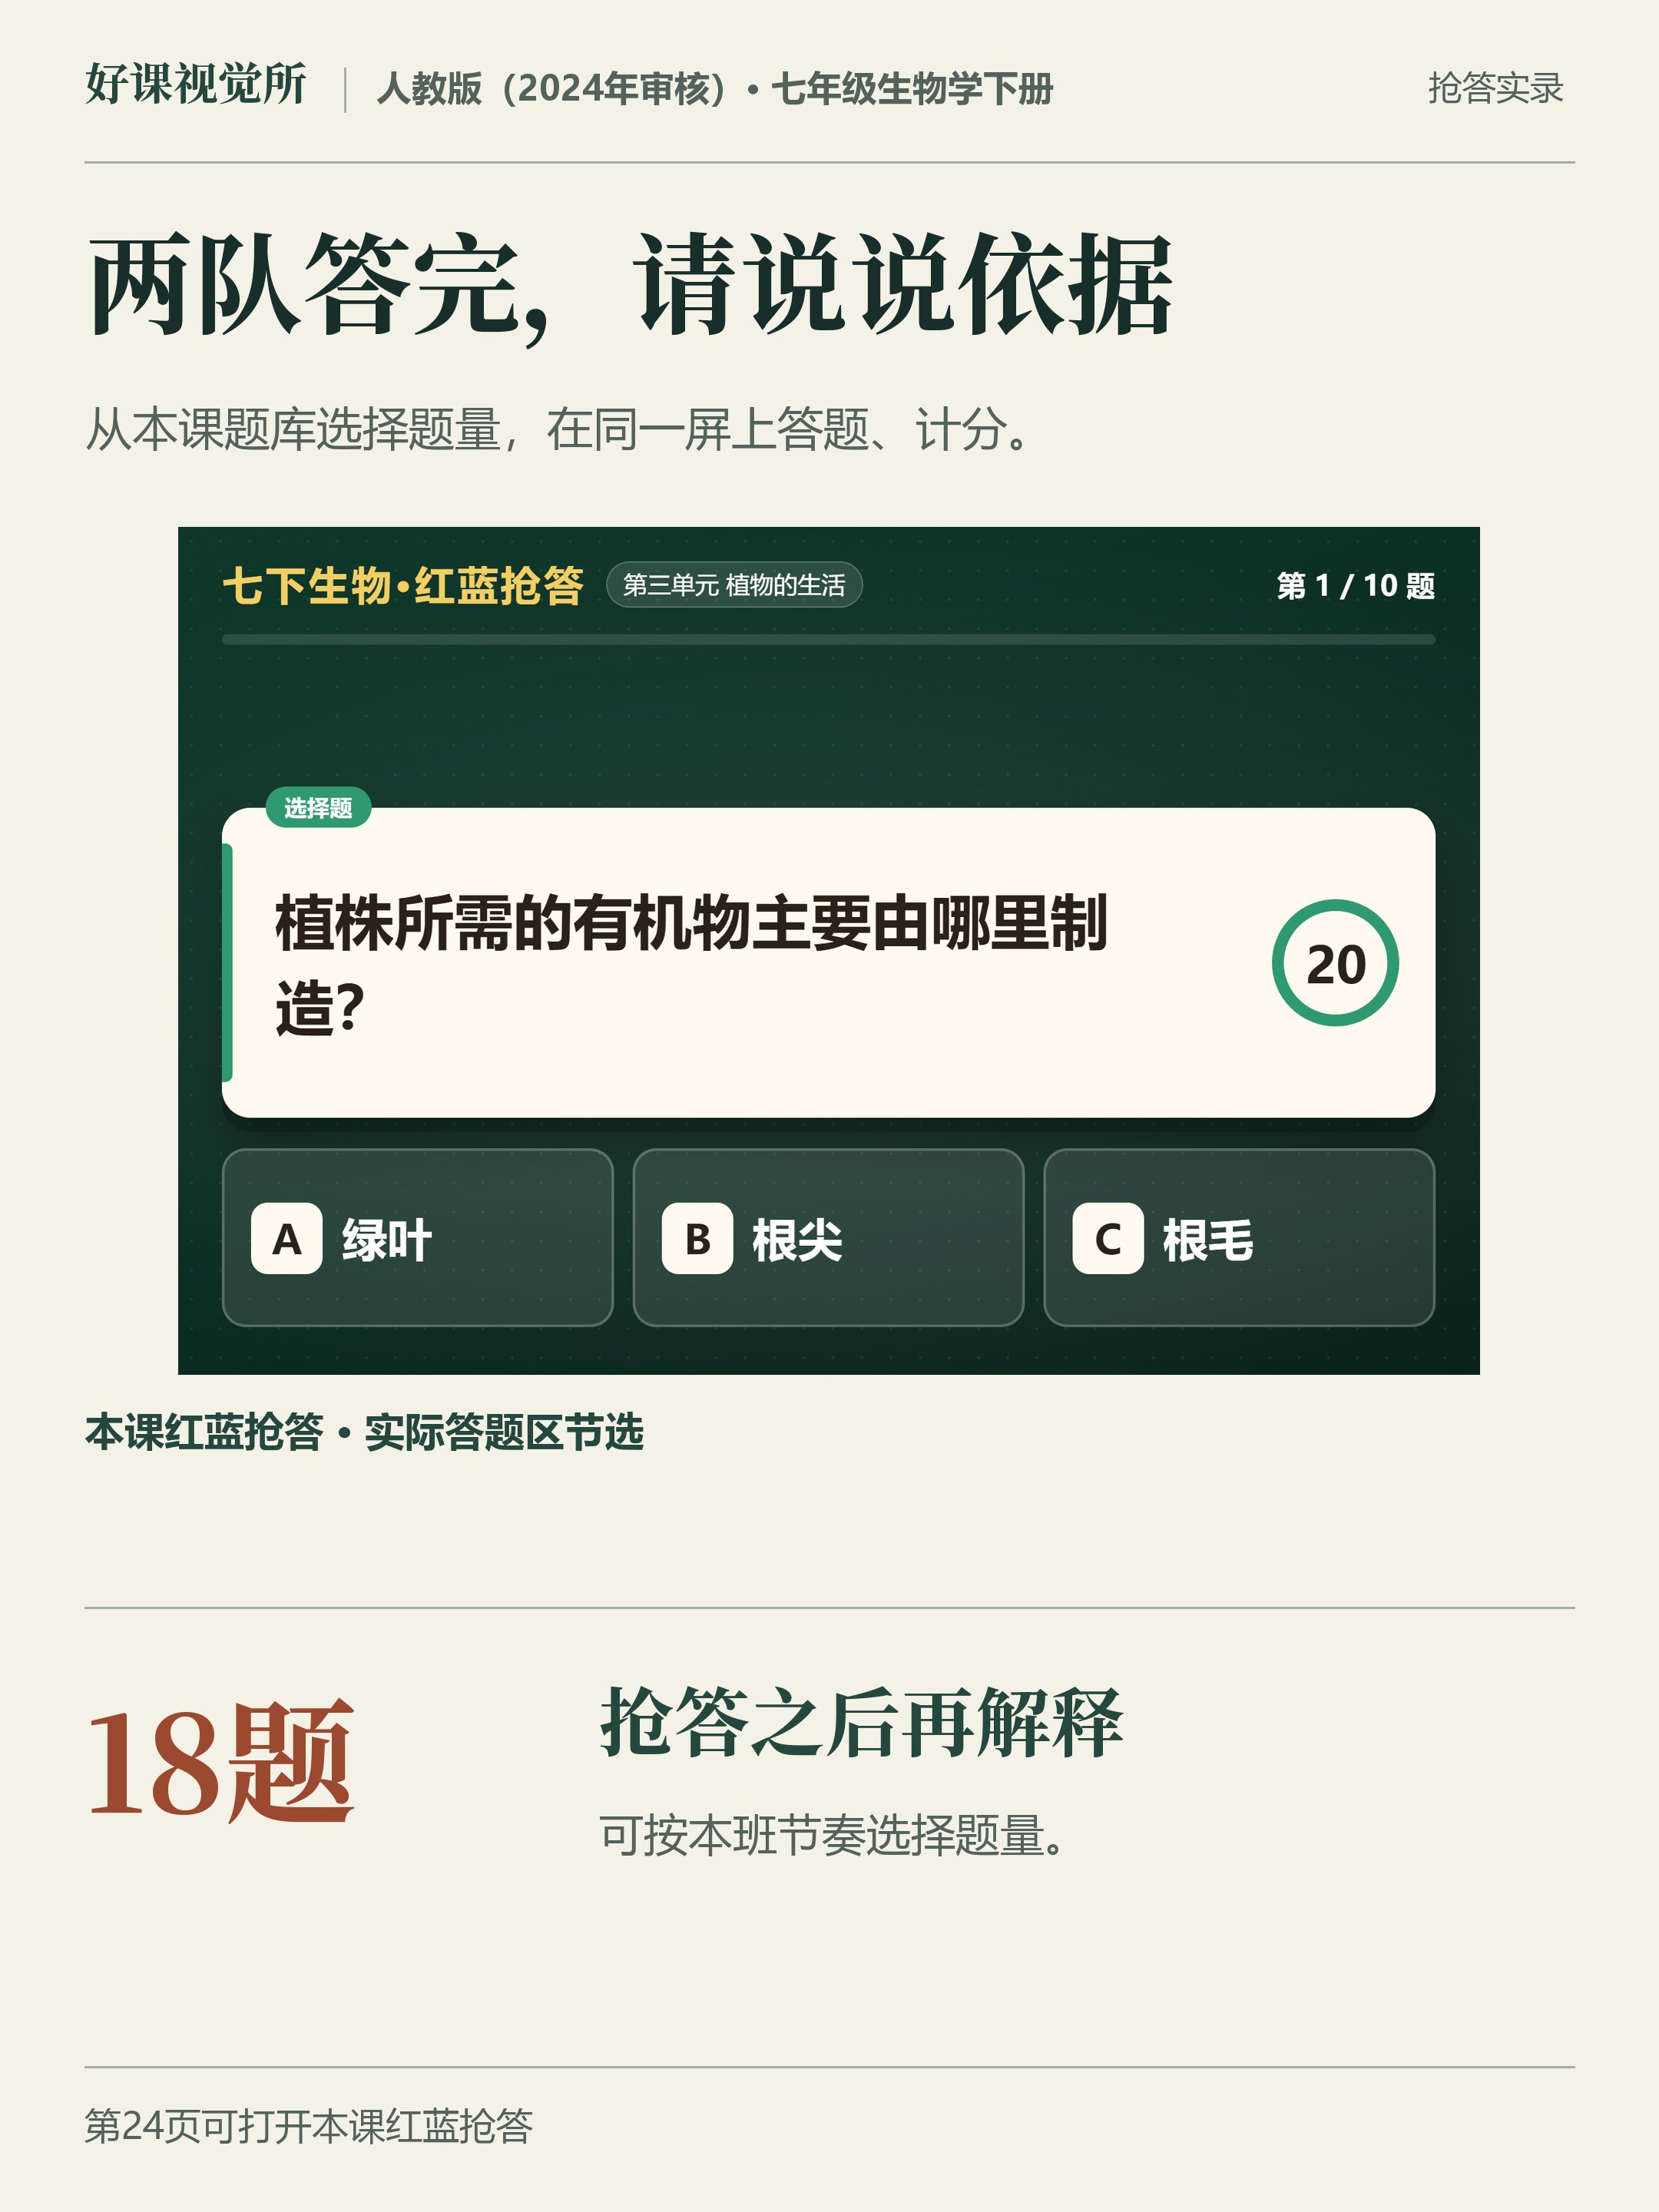 好课视觉所 人教版（2024年审核）·七年级生物学下册 抢答实录
两队答完，请说说依据
从本课题库选择题量，在同一屏上答题、计分。
七下生物·红蓝抢答 第三单元 植物的生活 第 1 / 10 题
选择题
植株所需的有机物主要由哪里制
造？
20
A 绿叶 B 根尖 C 根毛
本课红蓝抢答·实际答题区节选
18题
抢答之后再解释
可按本班节奏选择题量。
第24页可打开本课红蓝抢答